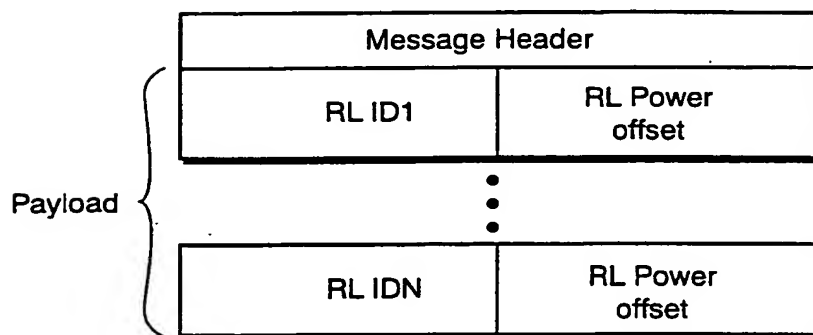 Message Header
RL ID1
RL Power
offset
Payload
RL IDN
RL Power
offset